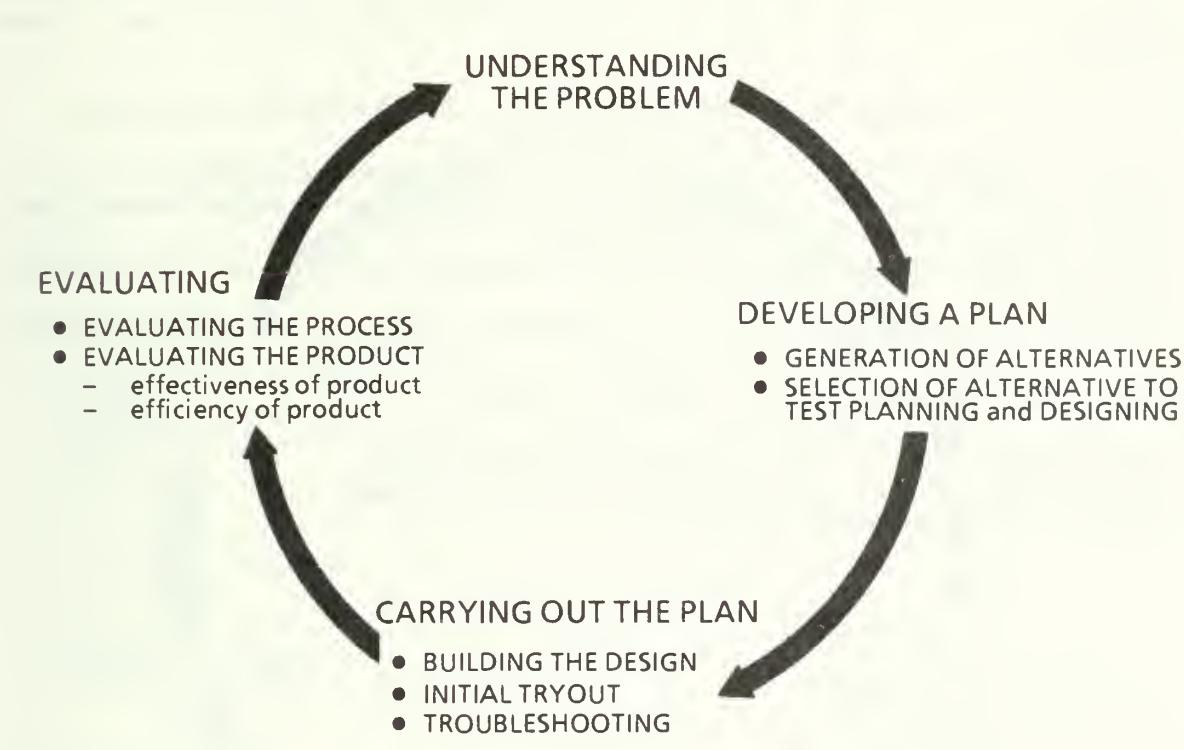 UNDERSTANDING
THE PROBLEM
DEVELOPING A PLAN
● GENERATION OF ALTERNATIVES
● SELECTION OF ALTERNATIVE TO
TEST PLANNING and DESIGNING
CARRYING OUT THE PLAN
● BUILDING THE DESIGN
● INITIAL TRYOUT
● TROUBLESHOOTING
EVALUATING
● EVALUATING THE PROCESS
● EVALUATING THE PRODUCT
– effectiveness of product
– efficiency of product